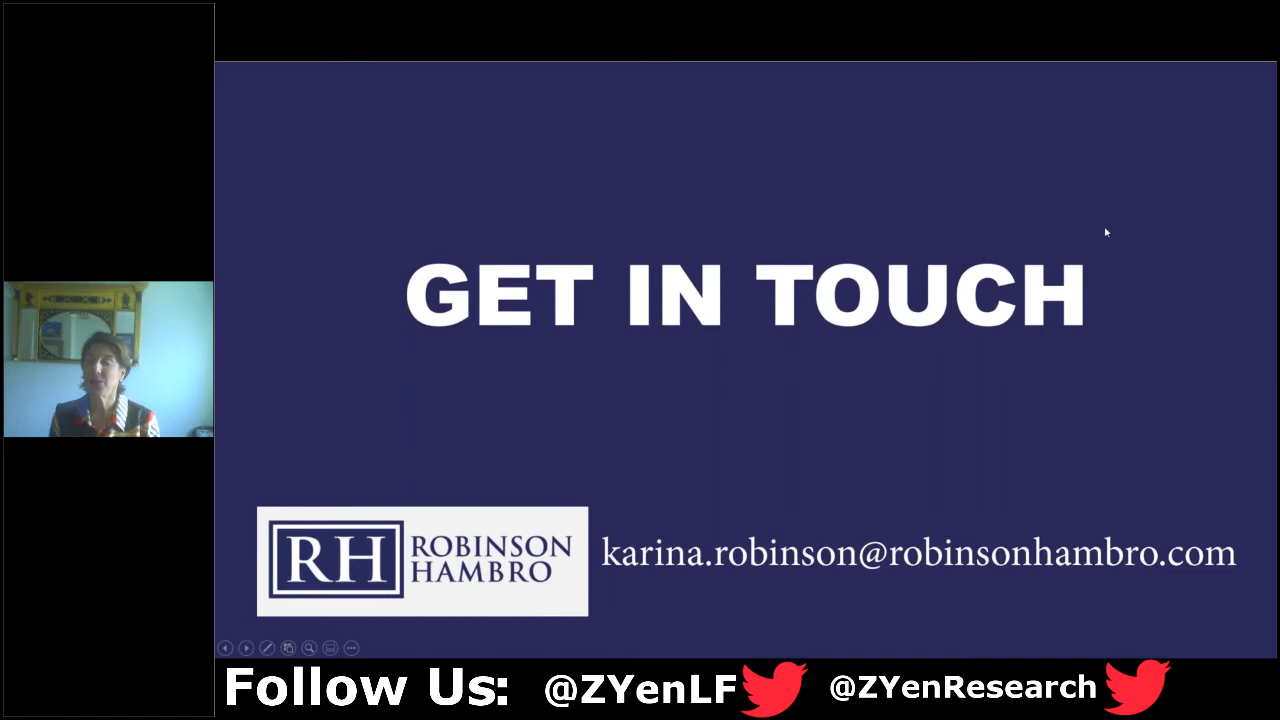 GET IN TOUCH
RH
ROBINSON
HAMBRO
karina.robinson@robinsonhambro.com
Follow Us: @ZYenLF @ZYenResearch